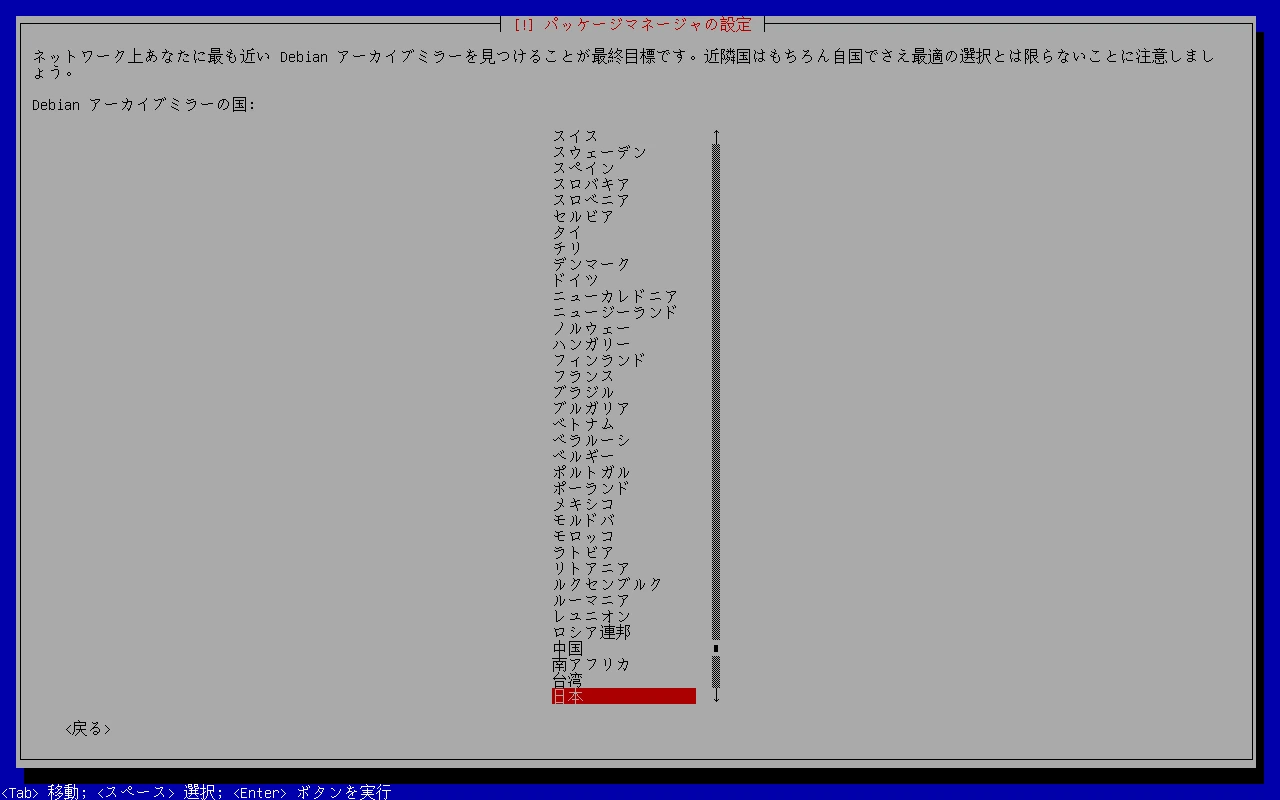 [!] パッケージマネージャの設定
ネットワーク上あなたに最も近い Debian アーカイブミラーを見つけることが最終目標です。近隣国はもちろん自国でさえ最適の選択とは限らないことに注意しまし
ょう。
Debian アーカイブミラーの国:
スイス
スウェーデン
スペイン
スロバキア
スロベニア
セルビア
タイ
チリ
デンマーク
ドイツ
ニューカレドニア
ニュージーランド
ノルウェー
ハンガリー
フィンランド
フランス
ブラジル
ブルガリア
ベトナム
ベラルーシ
ベルギー
ポルトガル
ポーランド
メキシコ
モルドバ
モロッコ
ラトビア
リトアニア
ルクセンブルク
ルーマニア
レユニオン
ロシア連邦
中国
南アフリカ
台湾
日本
<戻る>
<Tab> 移動; <スペース> 選択; <Enter> ボタンを実行